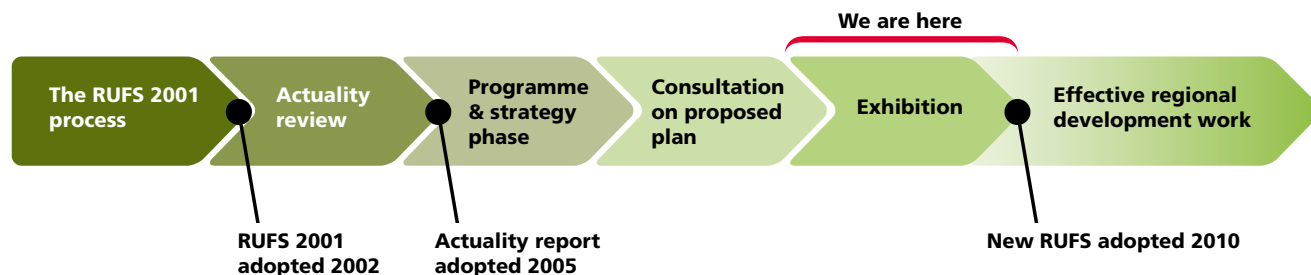 We are here
The RUFS 2001
process
Actuality
review
Programme
& strategy
phase
Consultation
on proposed
plan
Exhibition
Effective regional
development work
RUFS 2001
adopted 2002
Actuality report
adopted 2005
New RUFS adopted 2010